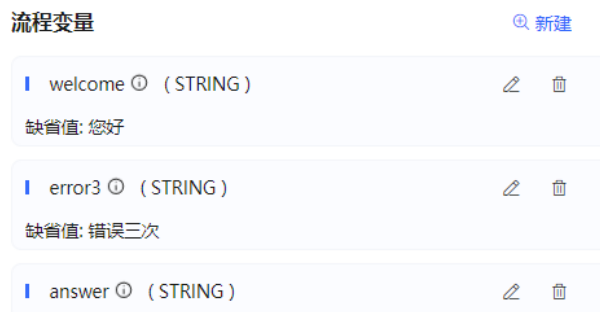 流程变量 新建
welcome ( STRING )
缺省值: 您好
error3 ( STRING )
缺省值: 错误三次
answer ( STRING )